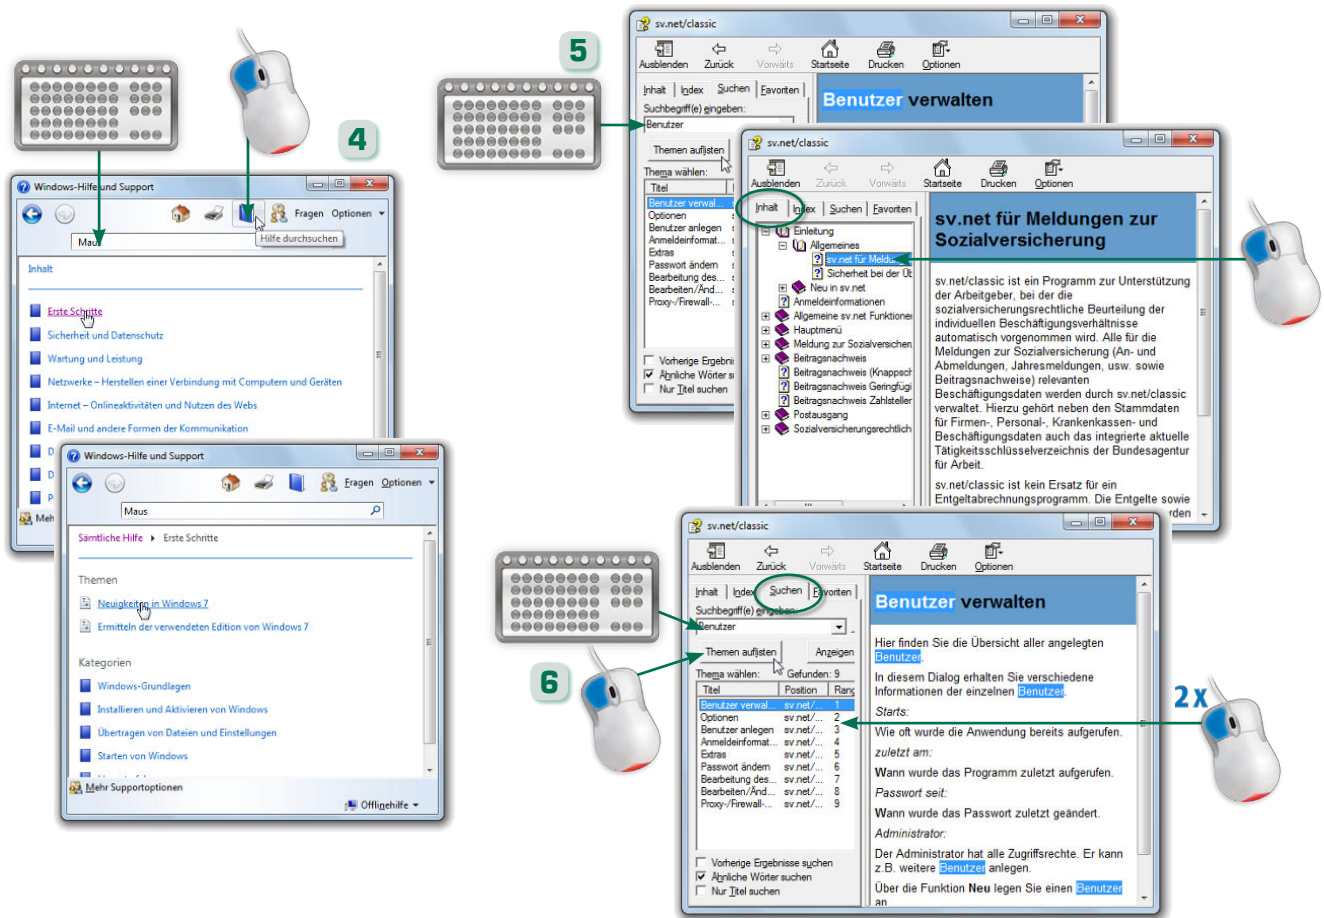 4
Windows-Hilfe und Support
Fragen Optionen
Hilfe durchsuchen
Maus
Inhalt
Erste Schritte
Sicherheit und Datenschutz
Wartung und Leistung
Netzwerke – Herstellen einer Verbindung mit Computern und Geräten
Internet – Onlineaktivitäten und Nutzen des Webs
E-Mail und andere Formen der Kommunikation
D
D
P
Meh
Windows-Hilfe und Support
Fragen Optionen
Maus
Sämtliche Hilfe Erste Schritte
Themen
Neuigkeiten in Windows 7
Ermitteln der verwendeten Edition von Windows 7
Kategorien
Windows-Grundlagen
Installieren und Aktivieren von Windows
Übertragen von Dateien und Einstellungen
Starten von Windows
Mehr Supportoptionen
Offlinehilfe
5
sv.net/classic
Ausblenden Zurück Vorwärts Startseite Drucken Optionen
Inhalt Index Suchen Favoriten
Suchbegriff(e) eingeben:
Benutzer
Themen auflisten
Thema wählen:
Titel
Benutzer verwal...
Optionen
Benutzer anlegen
Anmeldeinformat...
Extras
Passwort ändern
Bearbeitung des...
Bearbeiten/Änd...
Proxy-/Firewall-...
Vorherige Ergebnis
Ähnliche Wörter s
Nur Titel suchen
Benutzer verwalten
sv.net/classic
Ausblenden Zurück Vorwärts Startseite Drucken Optionen
Inhalt Index Suchen Favoriten
Einleitung
Allgemeines
sv.net für Meldung
Sicherheit bei der Üb
Neu in sv.net
Anmeldeinformationen
Allgemeine sv.net Funktionen
Hauptmenü
Meldung zur Sozialversichen
Beitragsnachweis
Beitragsnachweis (Knappsch
Beitragsnachweis Geringfügi
Beitragsnachweis Zahlsteller
Postausgang
Sozialversicherungsrechtlich
sv.net für Meldungen zur
Sozialversicherung
sv.net/classic ist ein Programm zur Unterstützung
der Arbeitgeber, bei der die
sozialversicherungsrechtliche Beurteilung der
individuellen Beschäftigungsverhältnisse
automatisch vorgenommen wird. Alle für die
Meldungen zur Sozialversicherung (An- und
Abmeldungen, Jahresmeldungen, usw. sowie
Beitragsnachweise) relevanten
Beschäftigungsdaten werden durch sv.net/classic
verwaltet. Hierzu gehört neben den Stammdaten
für Firmen-, Personal-, Krankenkassen- und
Beschäftigungsdaten auch das integrierte aktuelle
Tätigkeitsschlüsselverzeichnis der Bundesagentur
für Arbeit.
sv.net/classic ist kein Ersatz für ein
Entgeltabrechnungsprogramm. Die Entgelte sowie
rden
6
sv.net/classic
Ausblenden Zurück Vorwärts Startseite Drucken Optionen
Inhalt Index Suchen Favoriten
Suchbegriff(e) eingeben:
Benutzer
Themen auflisten Anzeigen
Thema wählen: Gefunden: 9
Titel Position Rang
Benutzer verwal... sv.net/... 1
Optionen sv.net/... 2
Benutzer anlegen sv.net/... 3
Anmeldeinformat... sv.net/... 4
Extras sv.net/... 5
Passwort ändern sv.net/... 6
Bearbeitung des... sv.net/... 7
Bearbeiten/Änd... sv.net/... 8
Proxy-/Firewall-... sv.net/... 9
Vorherige Ergebnisse suchen
Ähnliche Wörter suchen
Nur Titel suchen
Benutzer verwalten
Hier finden Sie die Übersicht aller angelegten
Benutzer.
In diesem Dialog erhalten Sie verschiedene
Informationen der einzelnen Benutzer.
Starts:
Wie oft wurde die Anwendung bereits aufgerufen.
zuletzt am:
Wann wurde das Programm zuletzt aufgerufen.
Passwort seit:
Wann wurde das Passwort zuletzt geändert.
Administrator:
Der Administrator hat alle Zugriffsrechte. Er kann
z.B. weitere Benutzer anlegen.
Über die Funktion Neu legen Sie einen Benutzer
an
2x